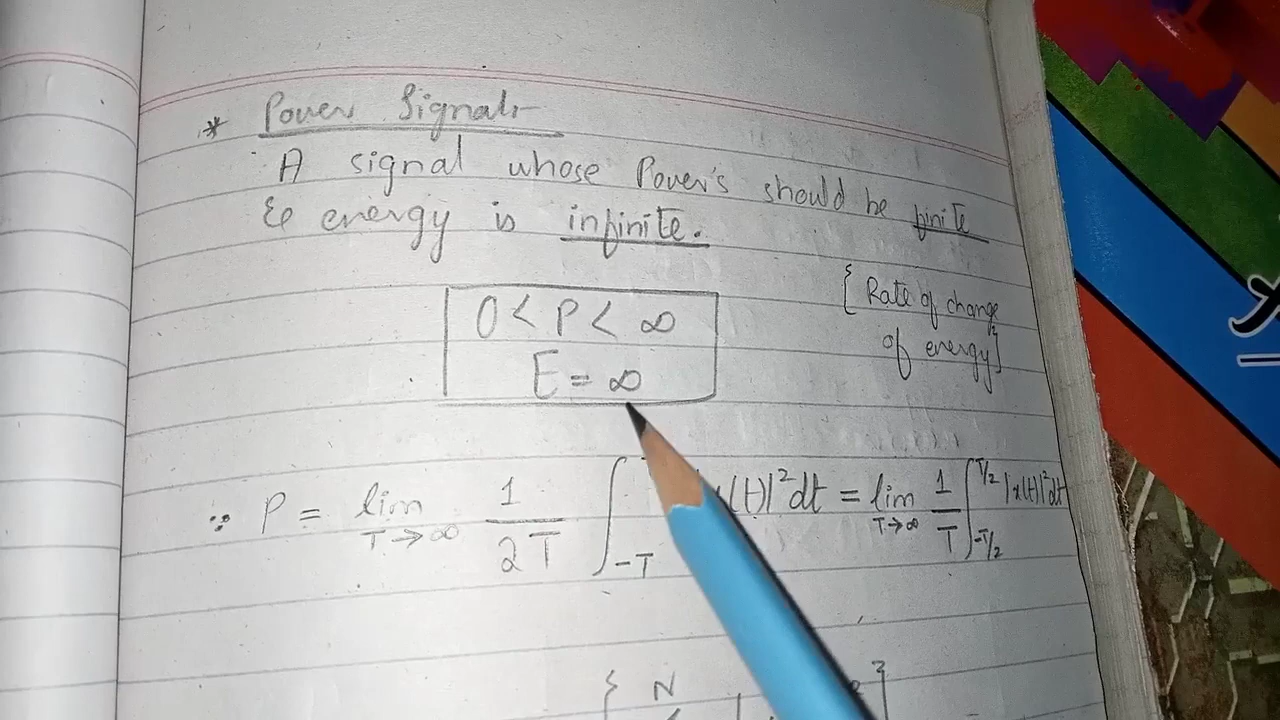 * Power Signal:-
A signal whose Power's should be finite
& energy is infinite.
0 < P < ∞
E = ∞
{ Rate of change
of energy}
∵ P = lim T→∞ 1/2T ∫ -T |x(t)|² dt = lim T→∞ 1/T ∫ -T/2 T/2 |x(t)|² dt
N